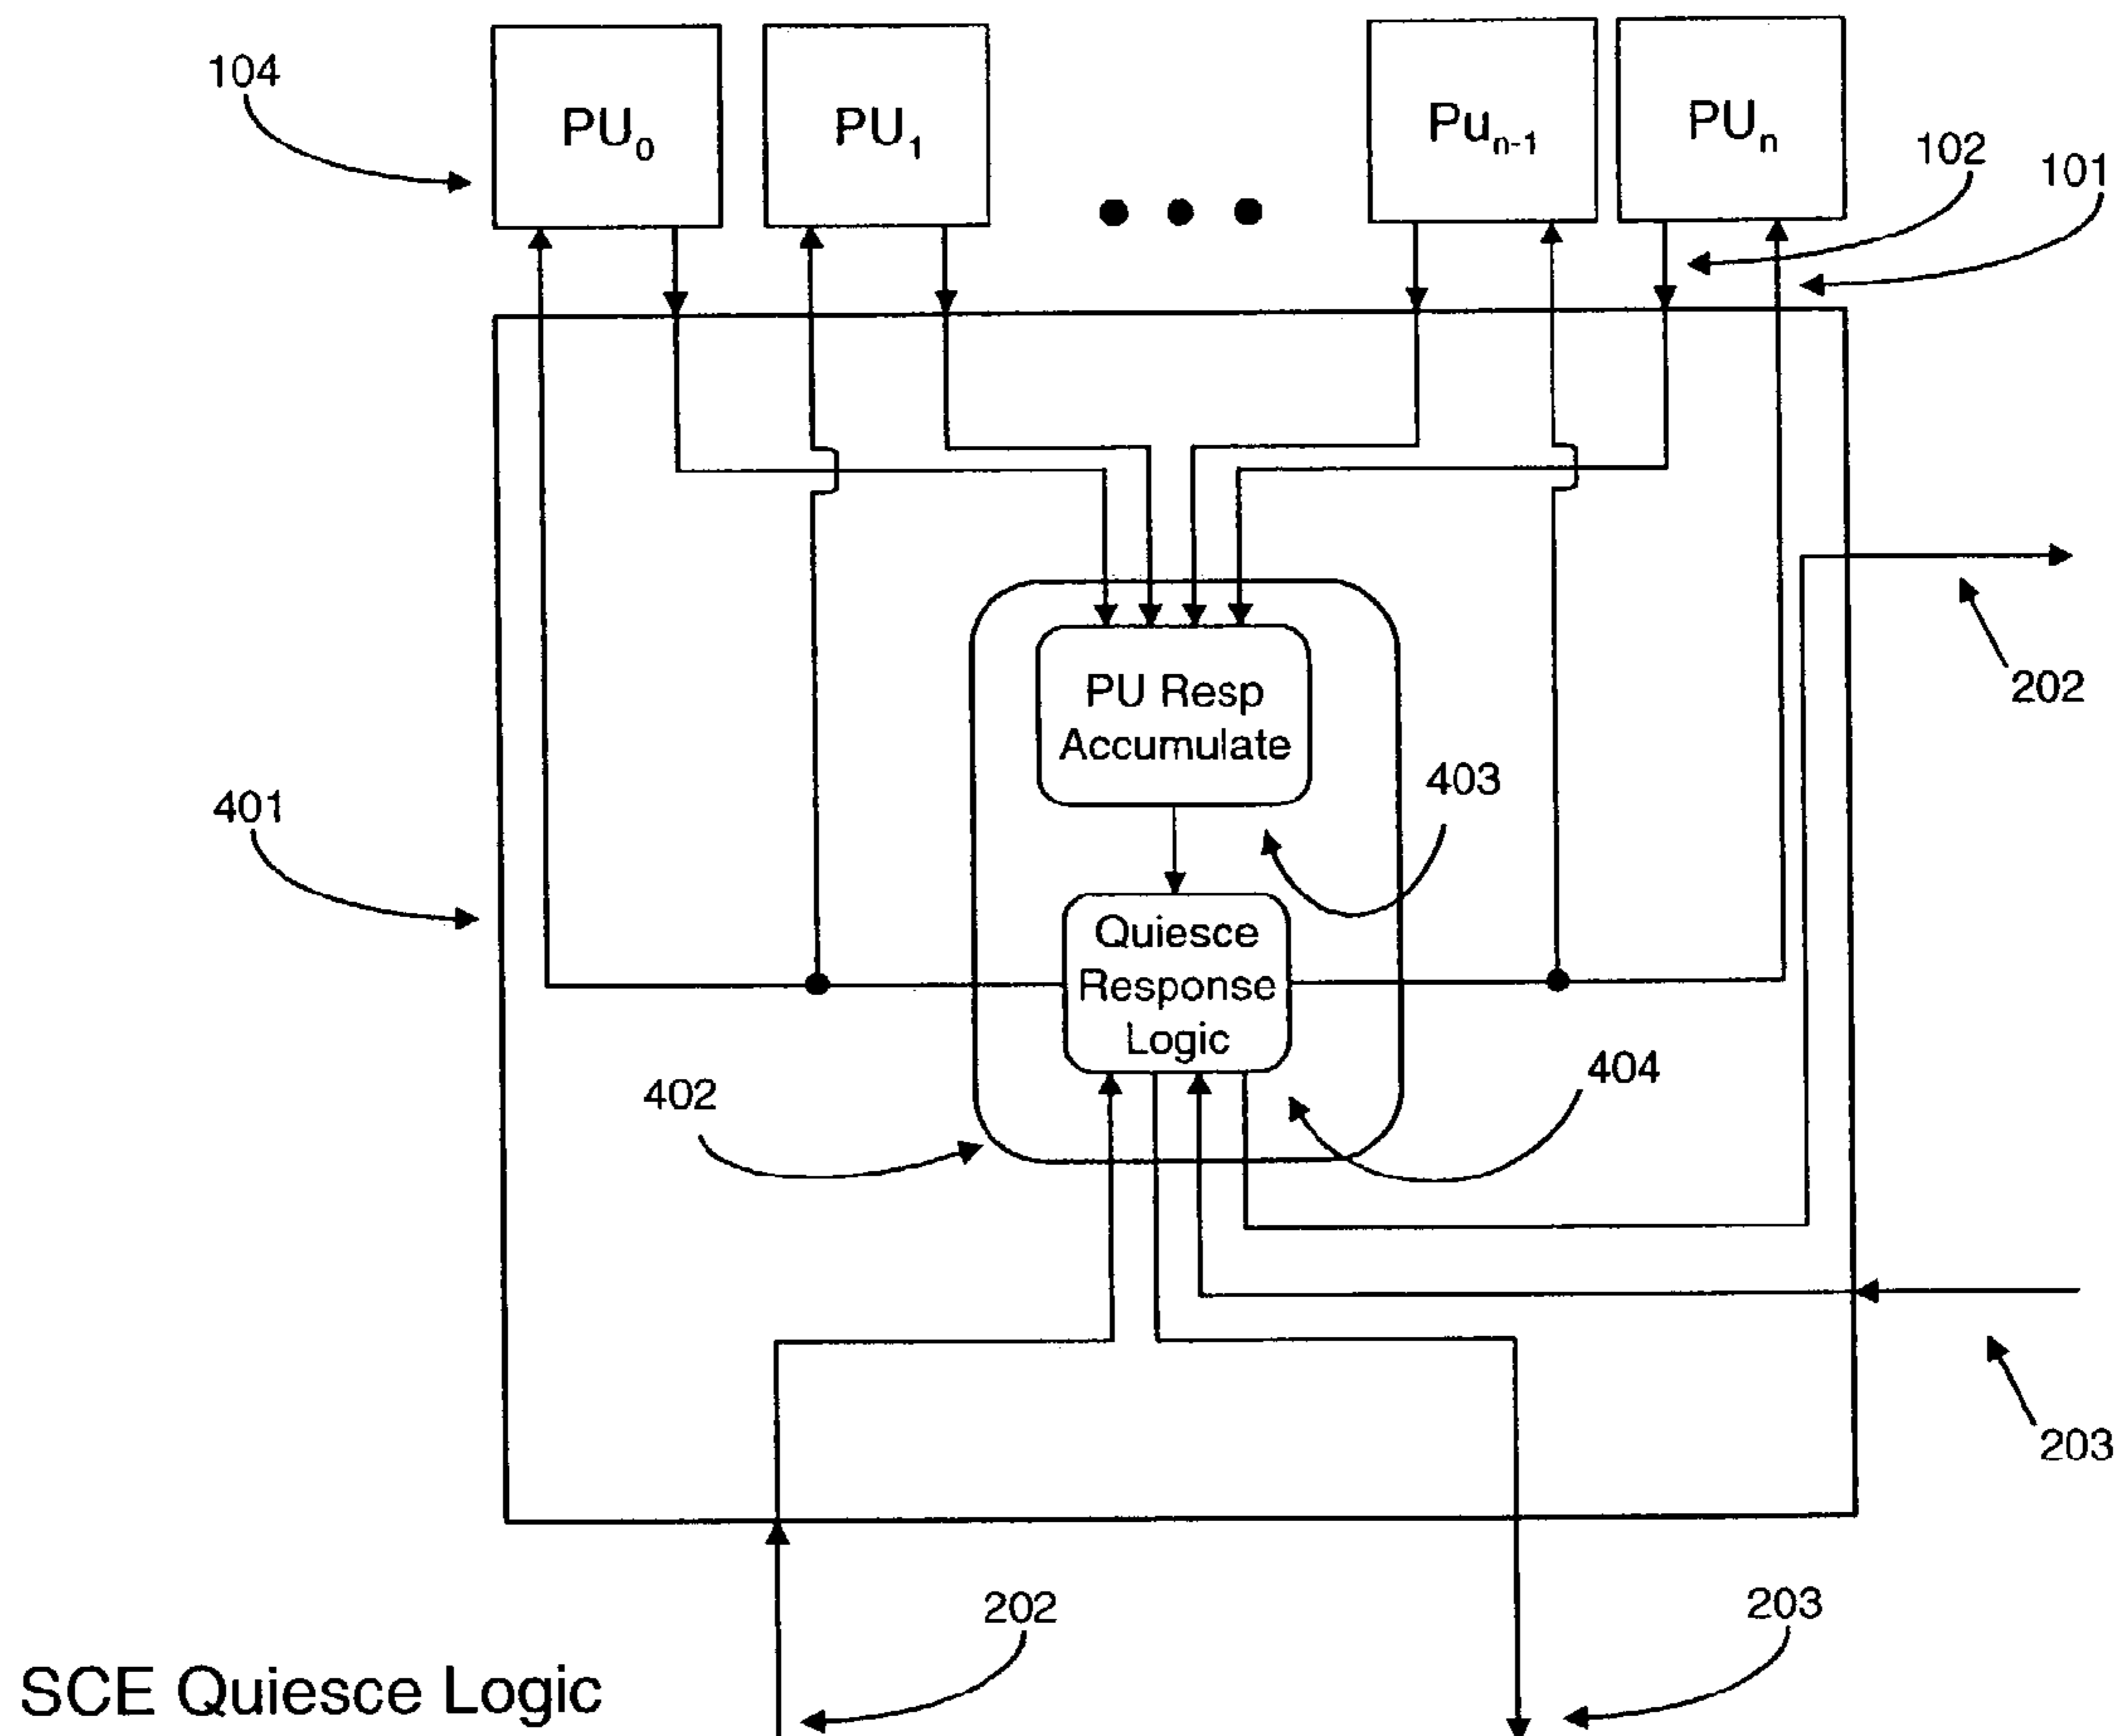 104
PU0
PU1
Pun-1
PUn
102
101
202
PU Resp
Accumulate
403
401
Quiesce
Response
Logic
404
402
203
202
203
SCE Quiesce Logic